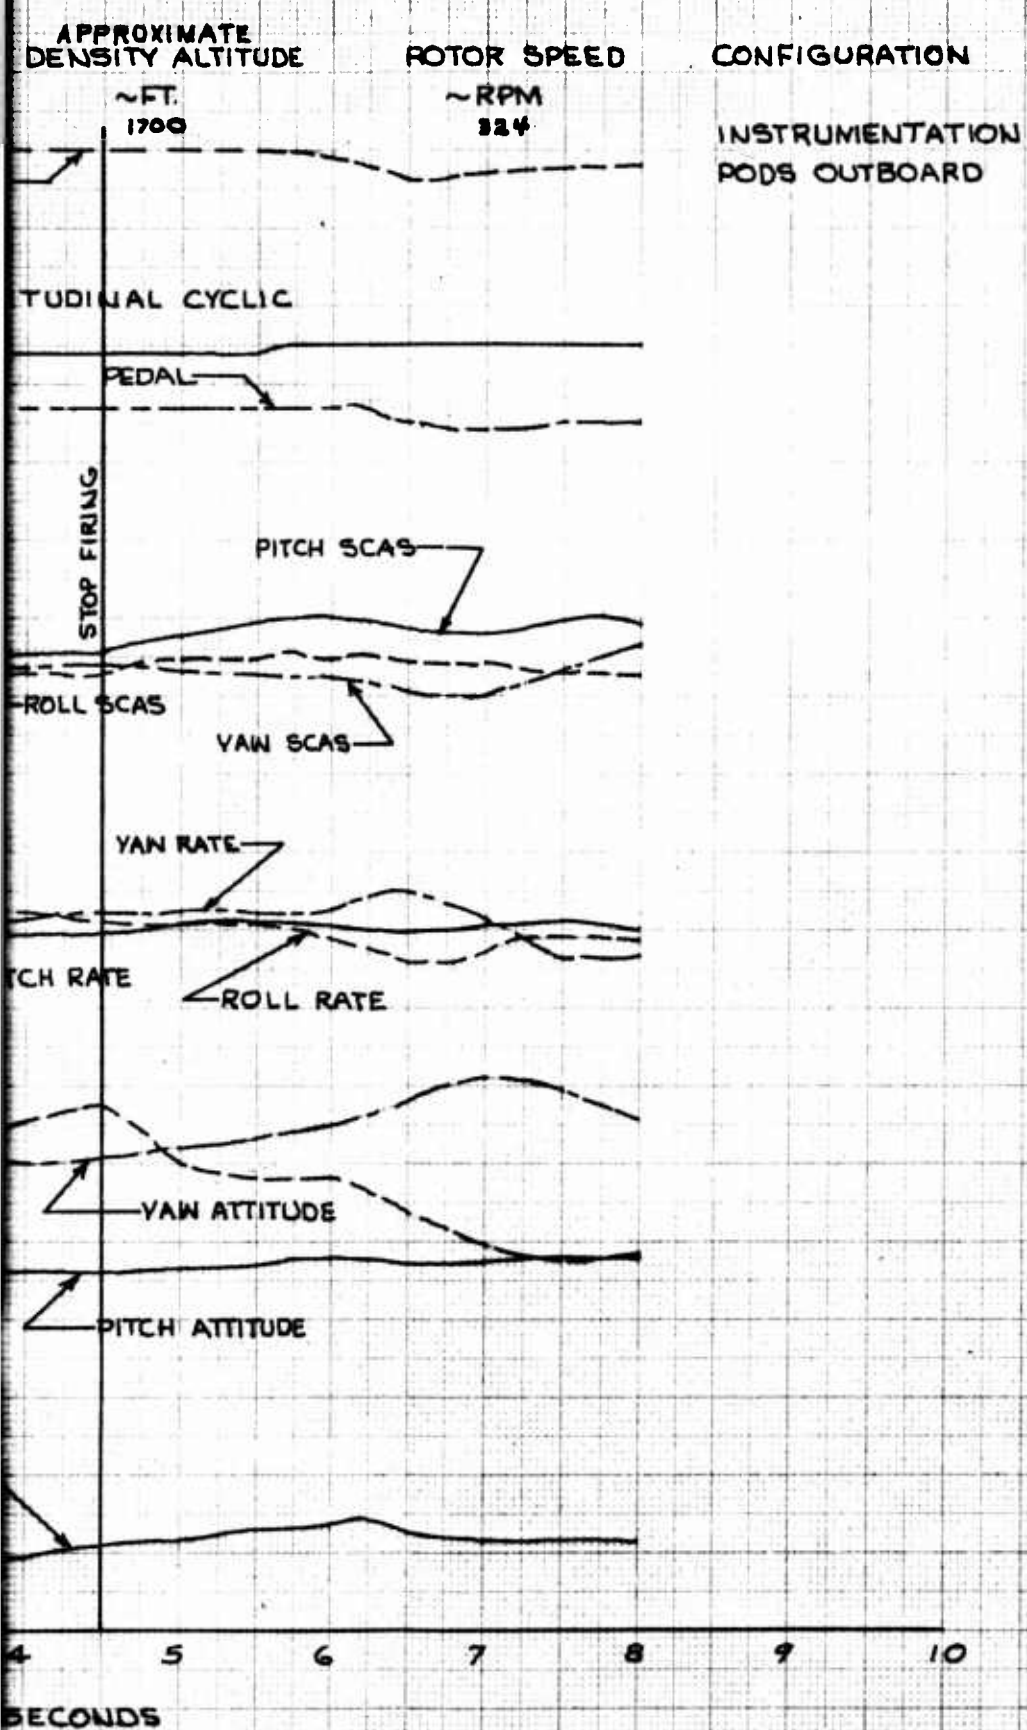 APPROXIMATE
DENSITY ALTITUDE
~FT.
1700
ROTOR SPEED
~RPM
324
CONFIGURATION
INSTRUMENTATION
PODS OUTBOARD
TUDINAL CYCLIC
PEDAL
STOP FIRING
PITCH SCAS
ROLL SCAS
YAW SCAS
YAW RATE
TCH RATE
ROLL RATE
YAW ATTITUDE
PITCH ATTITUDE
4 5 6 7 8 9 10
SECONDS